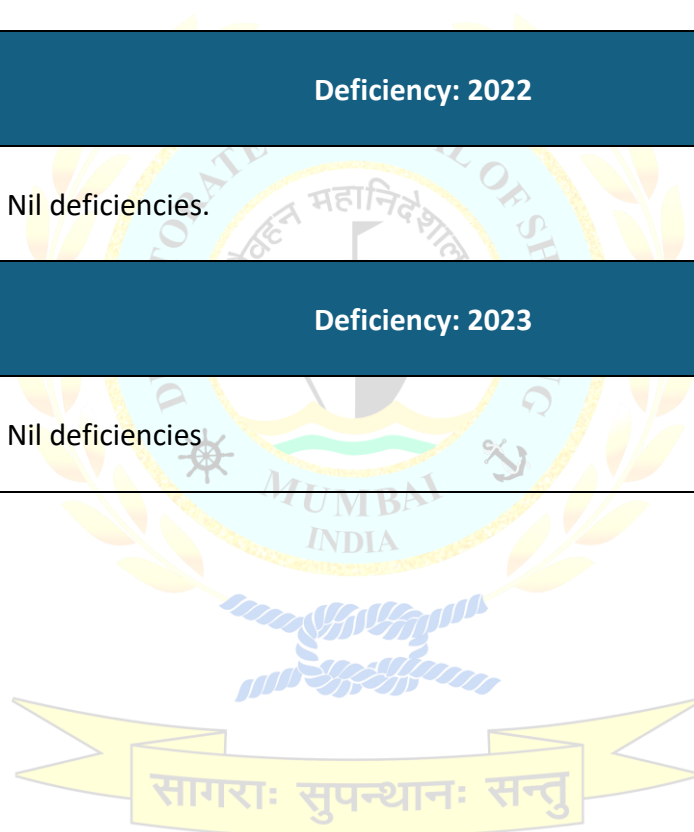 Deficiency: 2022
Nil deficiencies.
महानिदेशाल
Deficiency: 2023
Nil deficiencies
MUMBAI
INDIA
सागराः सुपन्थानः सन्तु